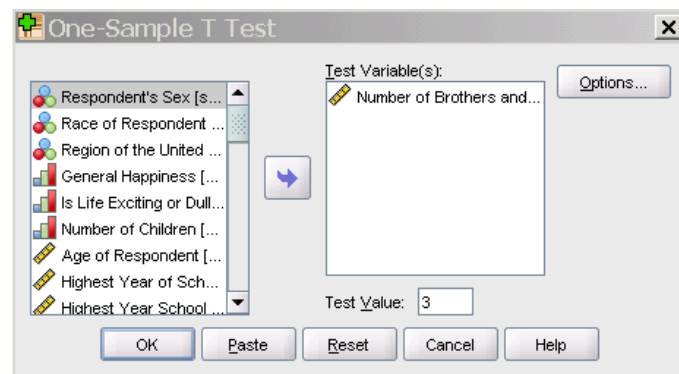 One-Sample T Test
Respondent's Sex [s...
Race of Respondent ...
Region of the United ...
General Happiness [...
Is Life Exciting or Dull...
Number of Children [...
Age of Respondent [...
Highest Year of Sch...
Highest Year School ...
Test Variable(s):
Number of Brothers and...
Options...
Test Value: 3
OK Paste Reset Cancel Help